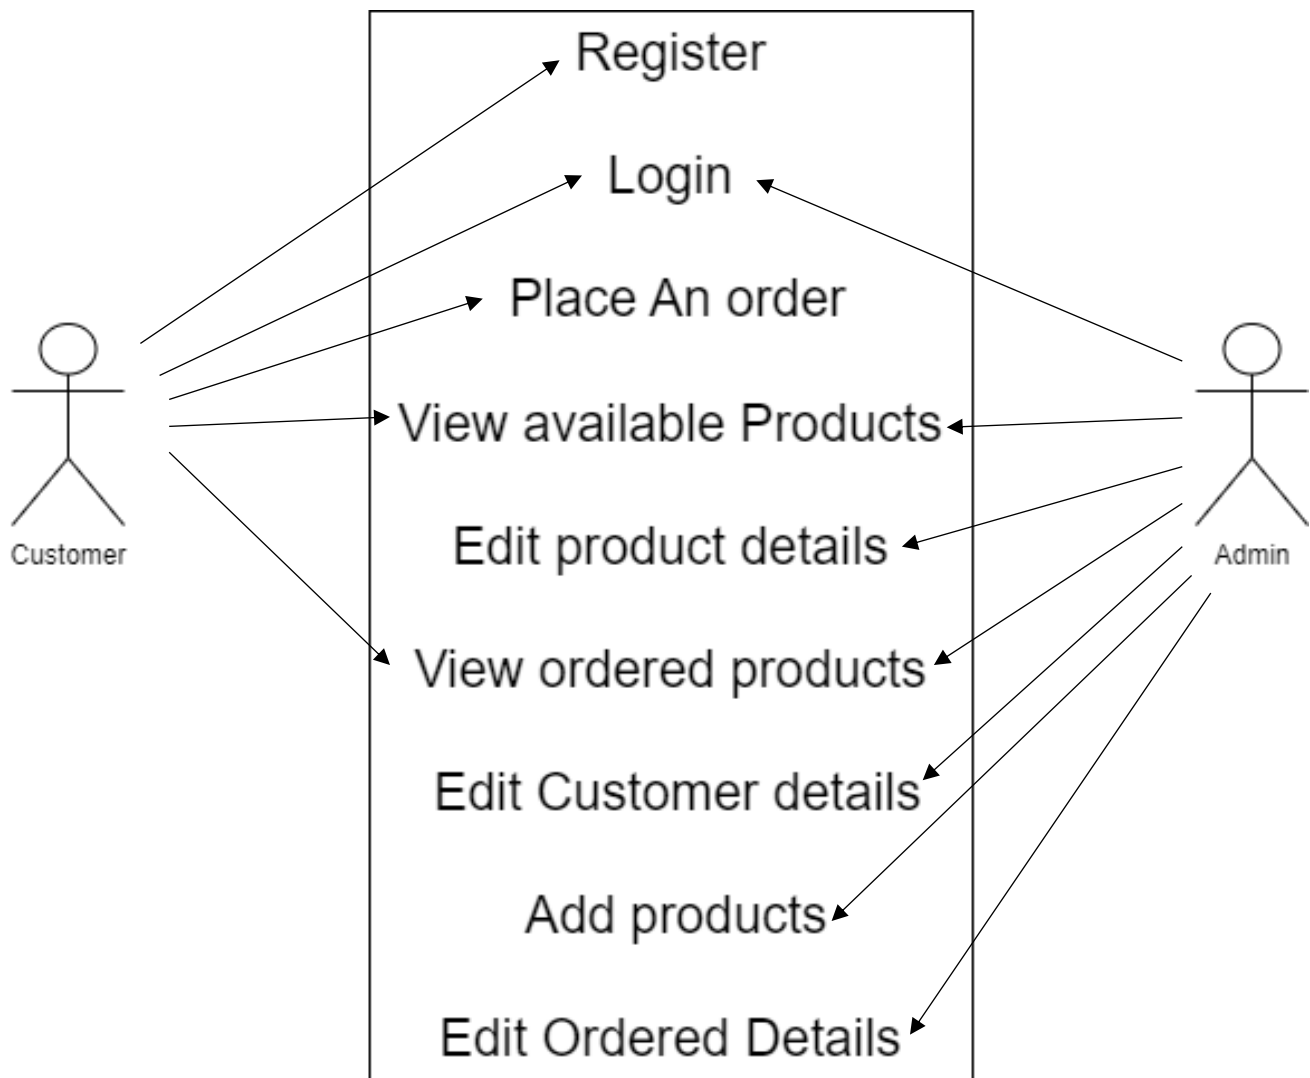 Register
Login
Place An order
View available Products
Edit product details
Customer
Admin
View ordered products
Edit Customer details
Add products
Edit Ordered Details